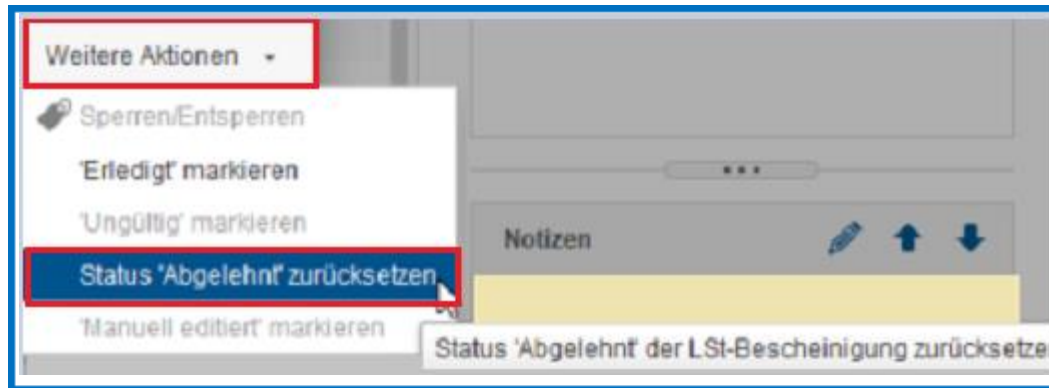 Weitere Aktionen
Sperren/Entsperren
'Erledigt' markieren
'Ungültig' markieren
Notizen
Status 'Abgelehnt' zurücksetzen
'Manuell editiert' markieren
Status 'Abgelehnt' der LSt-Bescheinigung zurücksetze